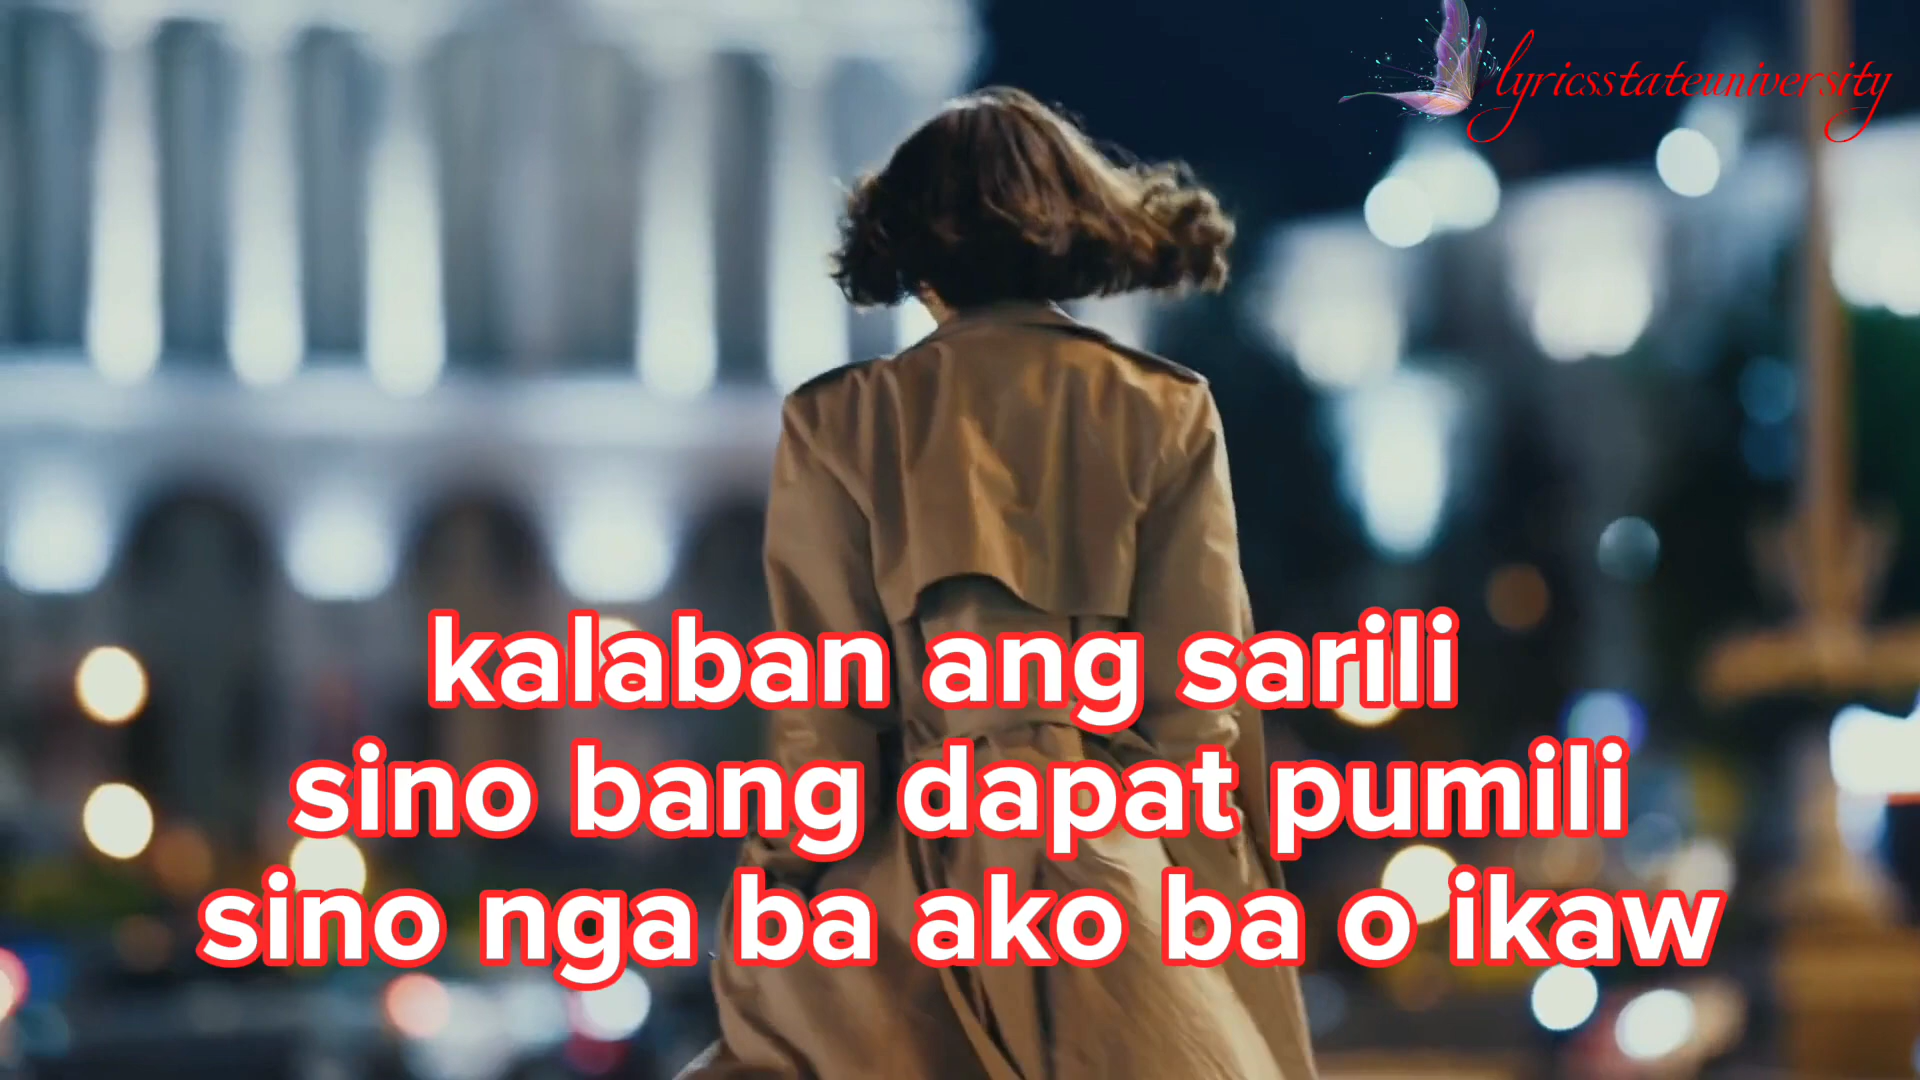 lyricsstateuniversity
kalaban ang sarili
sino bang dapat pumili
sino nga ba ako ba o ikaw